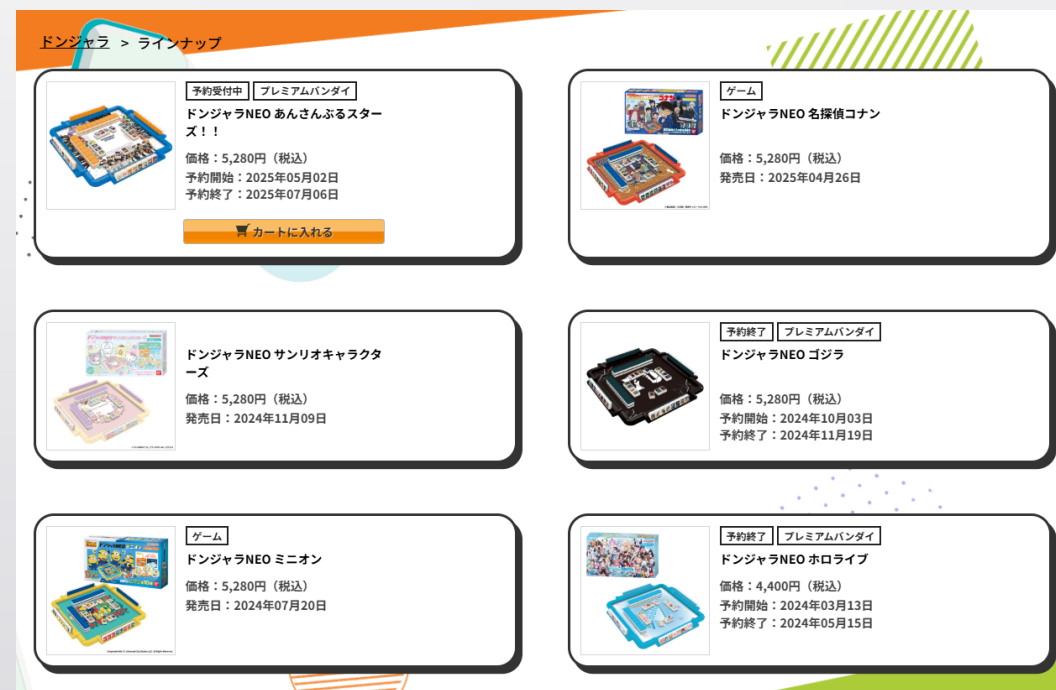 ドンジャラ > ラインナップ
予約受付中 プレミアムバンダイ
ドンジャラNEO あんさんぶるスター
ズ！！
価格：5,280円（税込）
予約開始：2025年05月02日
予約終了：2025年07月06日
カートに入れる
ゲーム
ドンジャラNEO 名探偵コナン
価格：5,280円（税込）
発売日：2025年04月26日
ドンジャラNEO サンリオキャラクタ
ーズ
価格：5,280円（税込）
発売日：2024年11月09日
予約終了 プレミアムバンダイ
ドンジャラNEO ゴジラ
価格：5,280円（税込）
予約開始：2024年10月03日
予約終了：2024年11月19日
ゲーム
ドンジャラNEO ミニオン
価格：5,280円（税込）
発売日：2024年07月20日
予約終了 プレミアムバンダイ
ドンジャラNEO ホロライブ
価格：4,400円（税込）
予約開始：2024年03月13日
予約終了：2024年05月15日